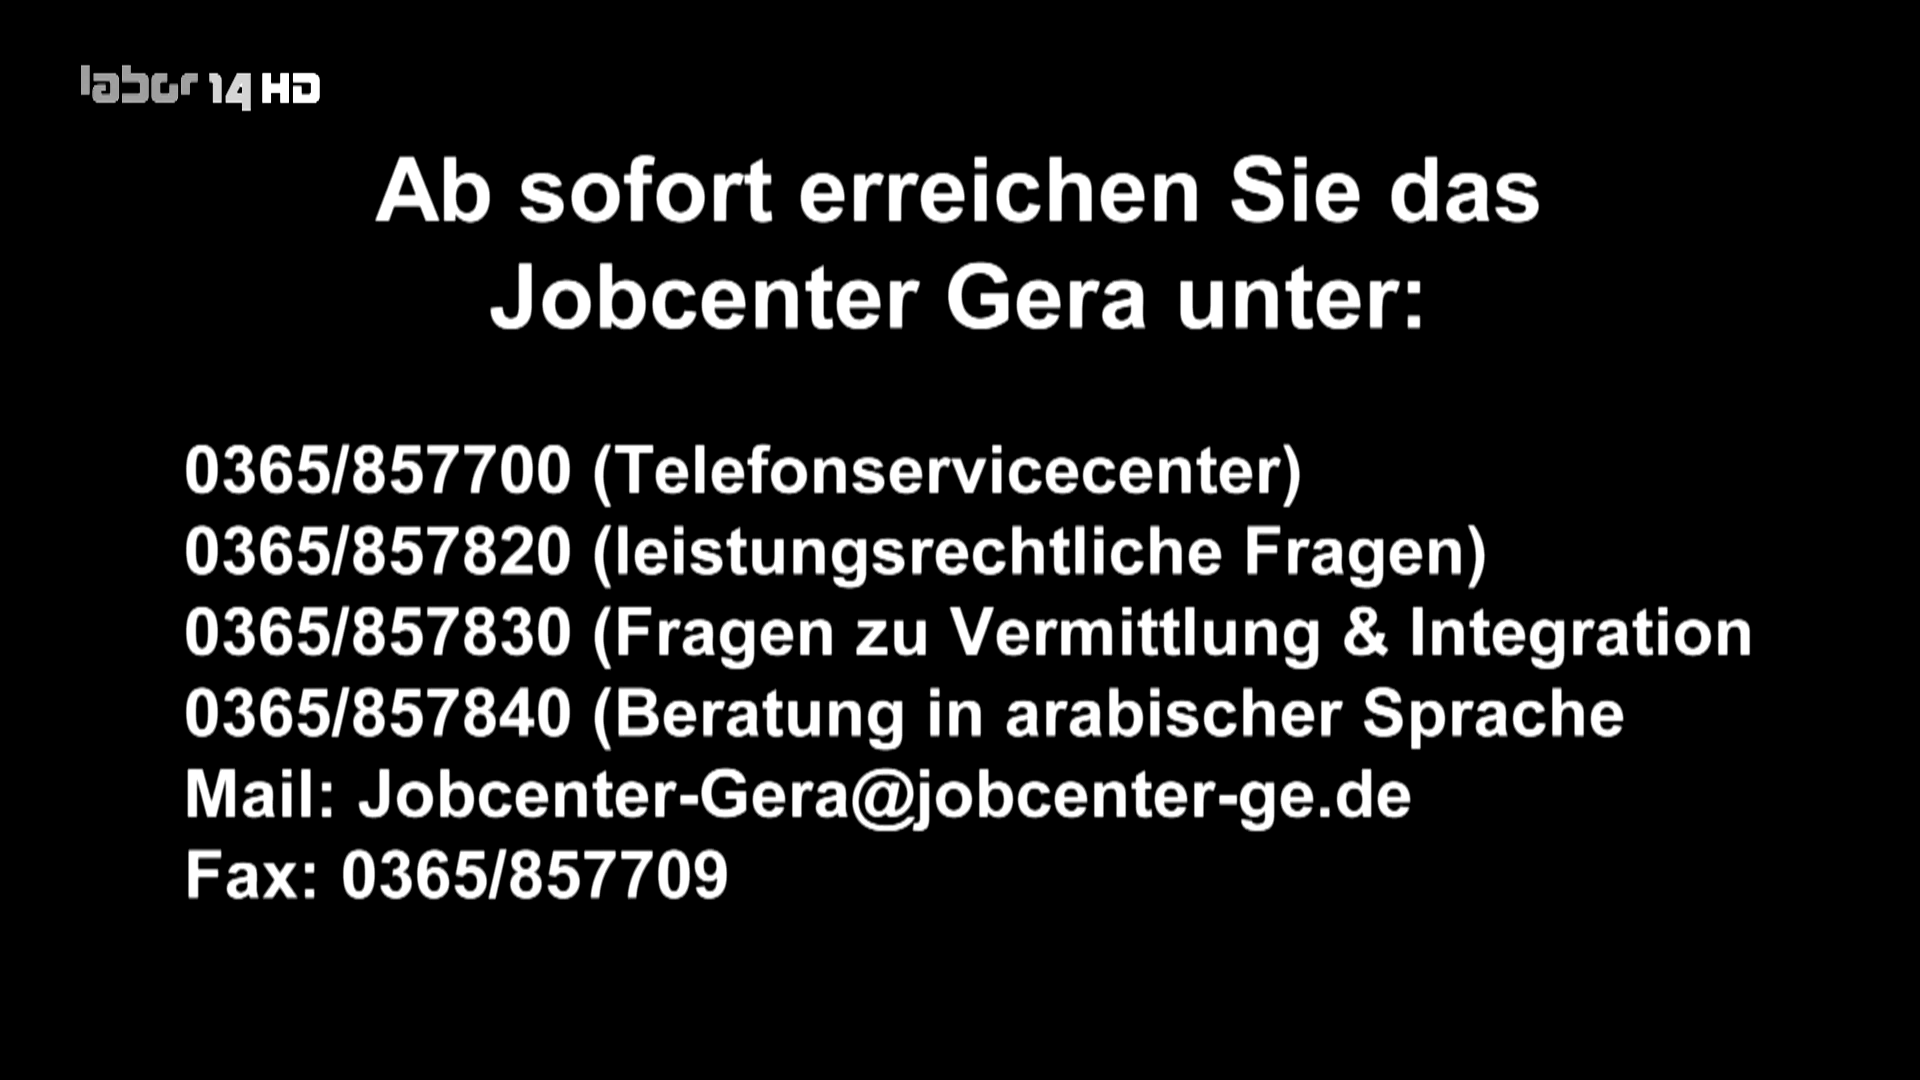 labor 14 HD
Ab sofort erreichen Sie das
Jobcenter Gera unter:
0365/857700 (Telefonservicecenter)
0365/857820 (leistungsrechtliche Fragen)
0365/857830 (Fragen zu Vermittlung & Integration
0365/857840 (Beratung in arabischer Sprache
Mail: Jobcenter-Gera@jobcenter-ge.de
Fax: 0365/857709